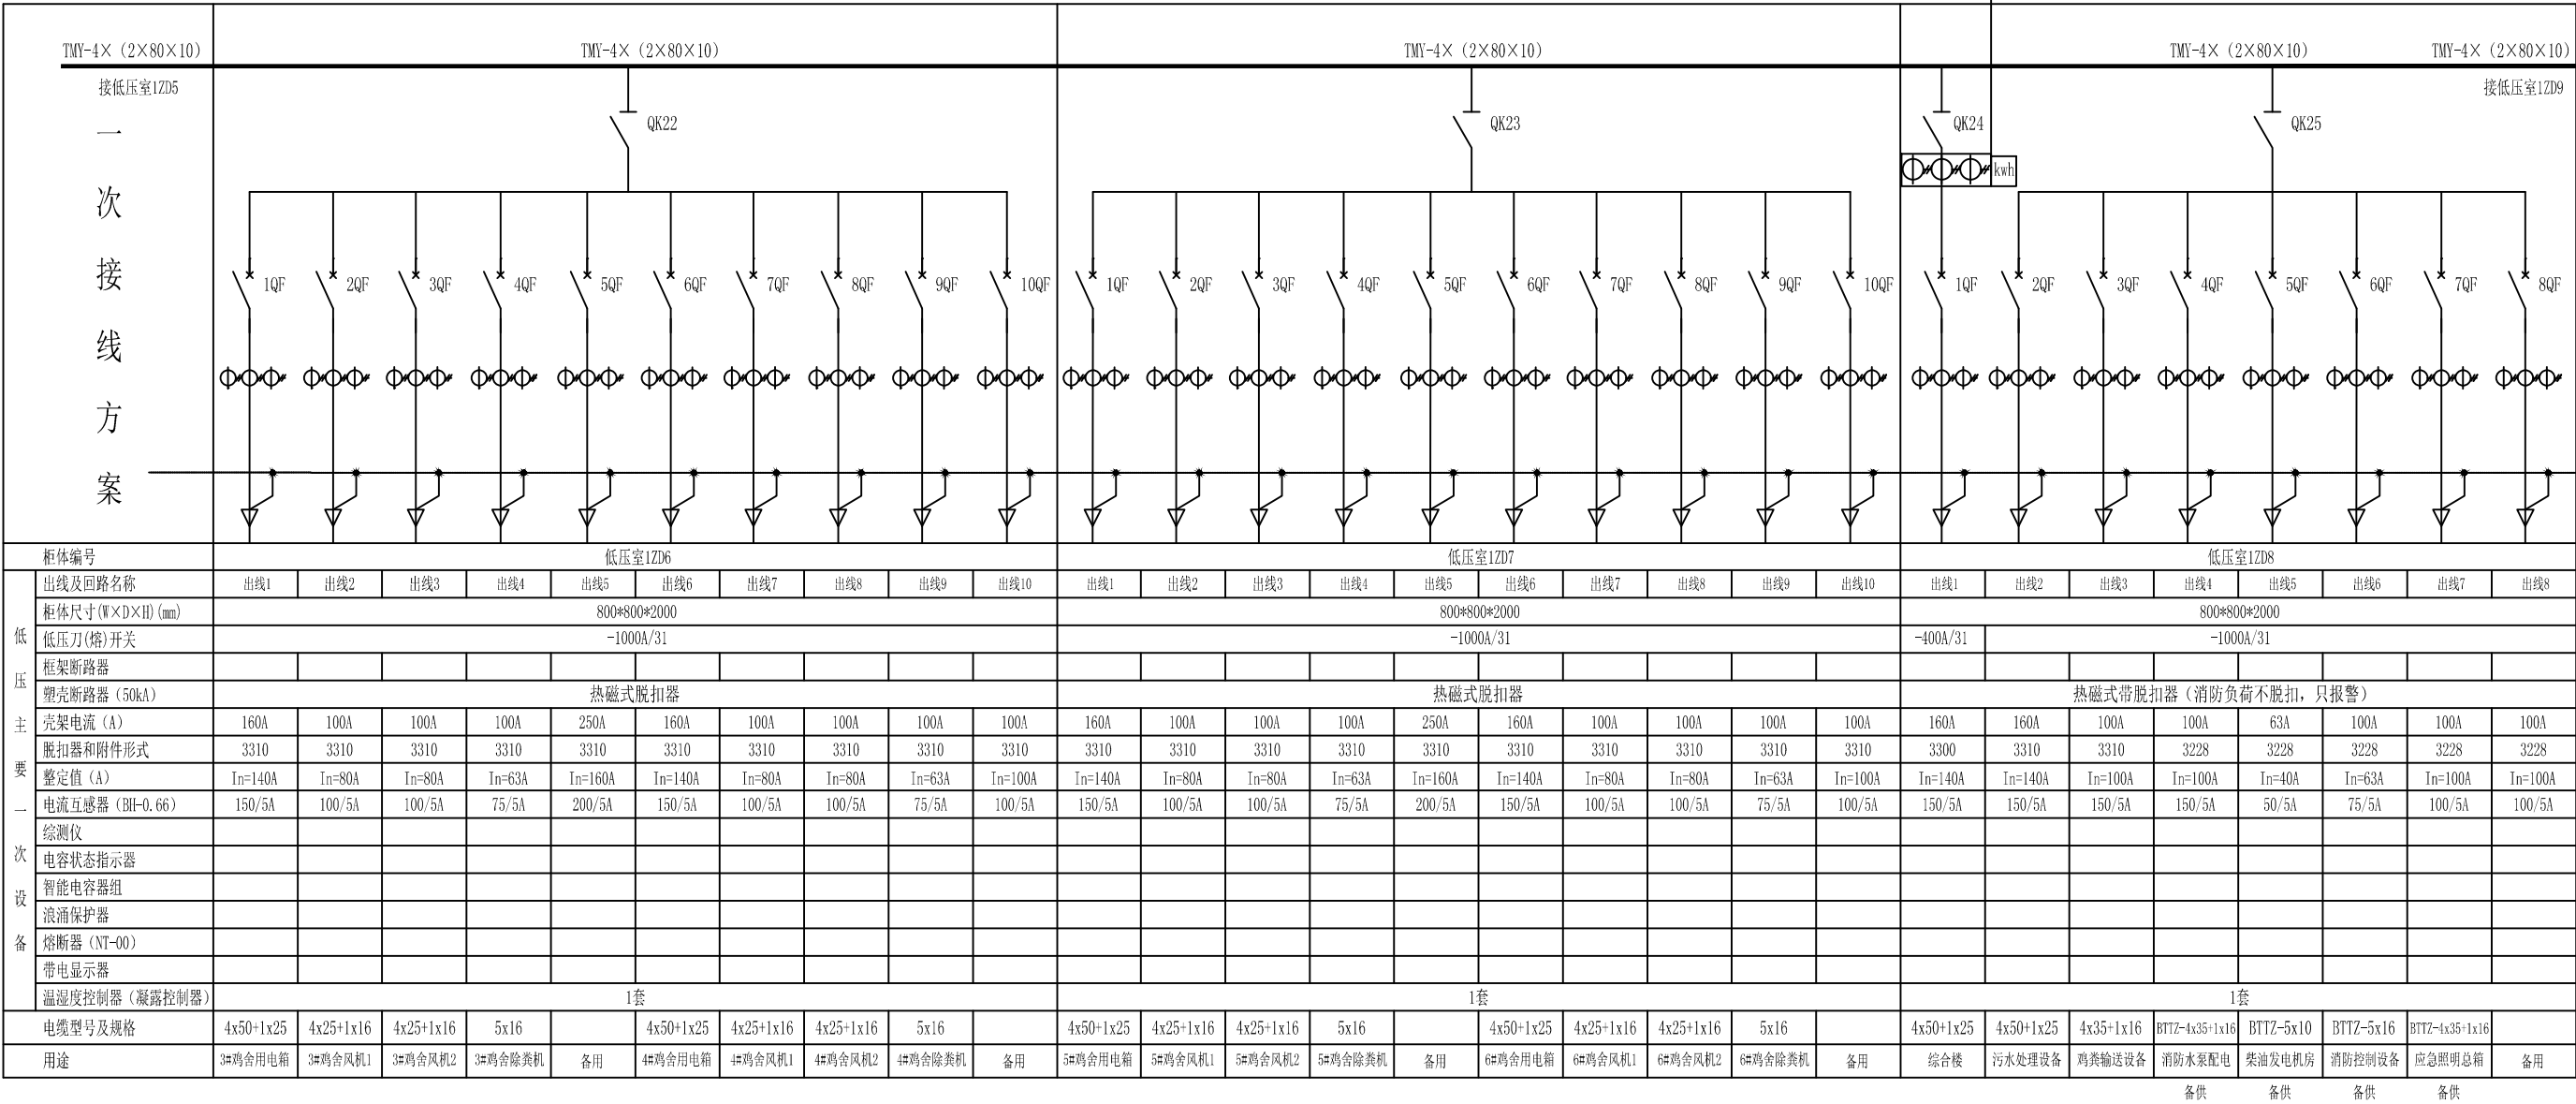 TMY-4×（2×80×10） TMY-4×（2×80×10） TMY-4×（2×80×10） TMY-4×（2×80×10） TMY-4×（2×80×10）
接低压室1ZD5 接低压室1ZD9
一次接线方案
QK22 QK23 QK24 QK25
kwh
1QF 2QF 3QF 4QF 5QF 6QF 7QF 8QF 9QF 10QF 1QF 2QF 3QF 4QF 5QF 6QF 7QF 8QF 9QF 10QF 1QF 2QF 3QF 4QF 5QF 6QF 7QF 8QF
柜体编号 低压室1ZD6 低压室1ZD7 低压室1ZD8
低压主要一次设备
出线及回路名称 出线1 出线2 出线3 出线4 出线5 出线6 出线7 出线8 出线9 出线10 出线1 出线2 出线3 出线4 出线5 出线6 出线7 出线8 出线9 出线10 出线1 出线2 出线3 出线4 出线5 出线6 出线7 出线8
柜体尺寸(W×D×H)(mm) 800*800*2000 800*800*2000 800*800*2000
低压刀(熔)开关 -1000A/31 -1000A/31 -400A/31 -1000A/31
框架断路器
塑壳断路器（50kA） 热磁式脱扣器 热磁式脱扣器 热磁式带脱扣器（消防负荷不脱扣，只报警）
壳架电流（A） 160A 100A 100A 100A 250A 160A 100A 100A 100A 100A 160A 100A 100A 100A 250A 160A 100A 100A 100A 100A 160A 160A 100A 100A 63A 100A 100A 100A
脱扣器和附件形式 3310 3310 3310 3310 3310 3310 3310 3310 3310 3310 3310 3310 3310 3310 3310 3310 3310 3310 3310 3310 3300 3310 3310 3228 3228 3228 3228 3228
整定值（A） In=140A In=80A In=80A In=63A In=160A In=140A In=80A In=80A In=63A In=100A In=140A In=80A In=80A In=63A In=160A In=140A In=80A In=80A In=63A In=100A In=140A In=140A In=100A In=100A In=40A In=63A In=100A In=100A
电流互感器（BH-0.66） 150/5A 100/5A 100/5A 75/5A 200/5A 150/5A 100/5A 100/5A 75/5A 100/5A 150/5A 100/5A 100/5A 75/5A 200/5A 150/5A 100/5A 100/5A 75/5A 100/5A 150/5A 150/5A 150/5A 150/5A 50/5A 75/5A 100/5A 100/5A
综测仪
电容状态指示器
智能电容器组
浪涌保护器
熔断器（NT-00）
带电显示器
温湿度控制器（凝露控制器） 1套 1套 1套
电缆型号及规格 4x50+1x25 4x25+1x16 4x25+1x16 5x16 4x50+1x25 4x25+1x16 4x25+1x16 5x16 4x50+1x25 4x25+1x16 4x25+1x16 5x16 4x50+1x25 4x25+1x16 4x25+1x16 5x16 4x50+1x25 4x50+1x25 4x35+1x16 BTTZ-4x35+1x16 BTTZ-5x10 BTTZ-5x16 BTTZ-4x35+1x16
用途 3#鸡舍用电箱 3#鸡舍风机1 3#鸡舍风机2 3#鸡舍除粪机 备用 4#鸡舍用电箱 4#鸡舍风机1 4#鸡舍风机2 4#鸡舍除粪机 备用 5#鸡舍用电箱 5#鸡舍风机1 5#鸡舍风机2 5#鸡舍除粪机 备用 6#鸡舍用电箱 6#鸡舍风机1 6#鸡舍风机2 6#鸡舍除粪机 备用 综合楼 污水处理设备 鸡粪输送设备 消防水泵配电 柴油发电机房 消防控制设备 应急照明总箱 备用
备供 备供 备供 备供